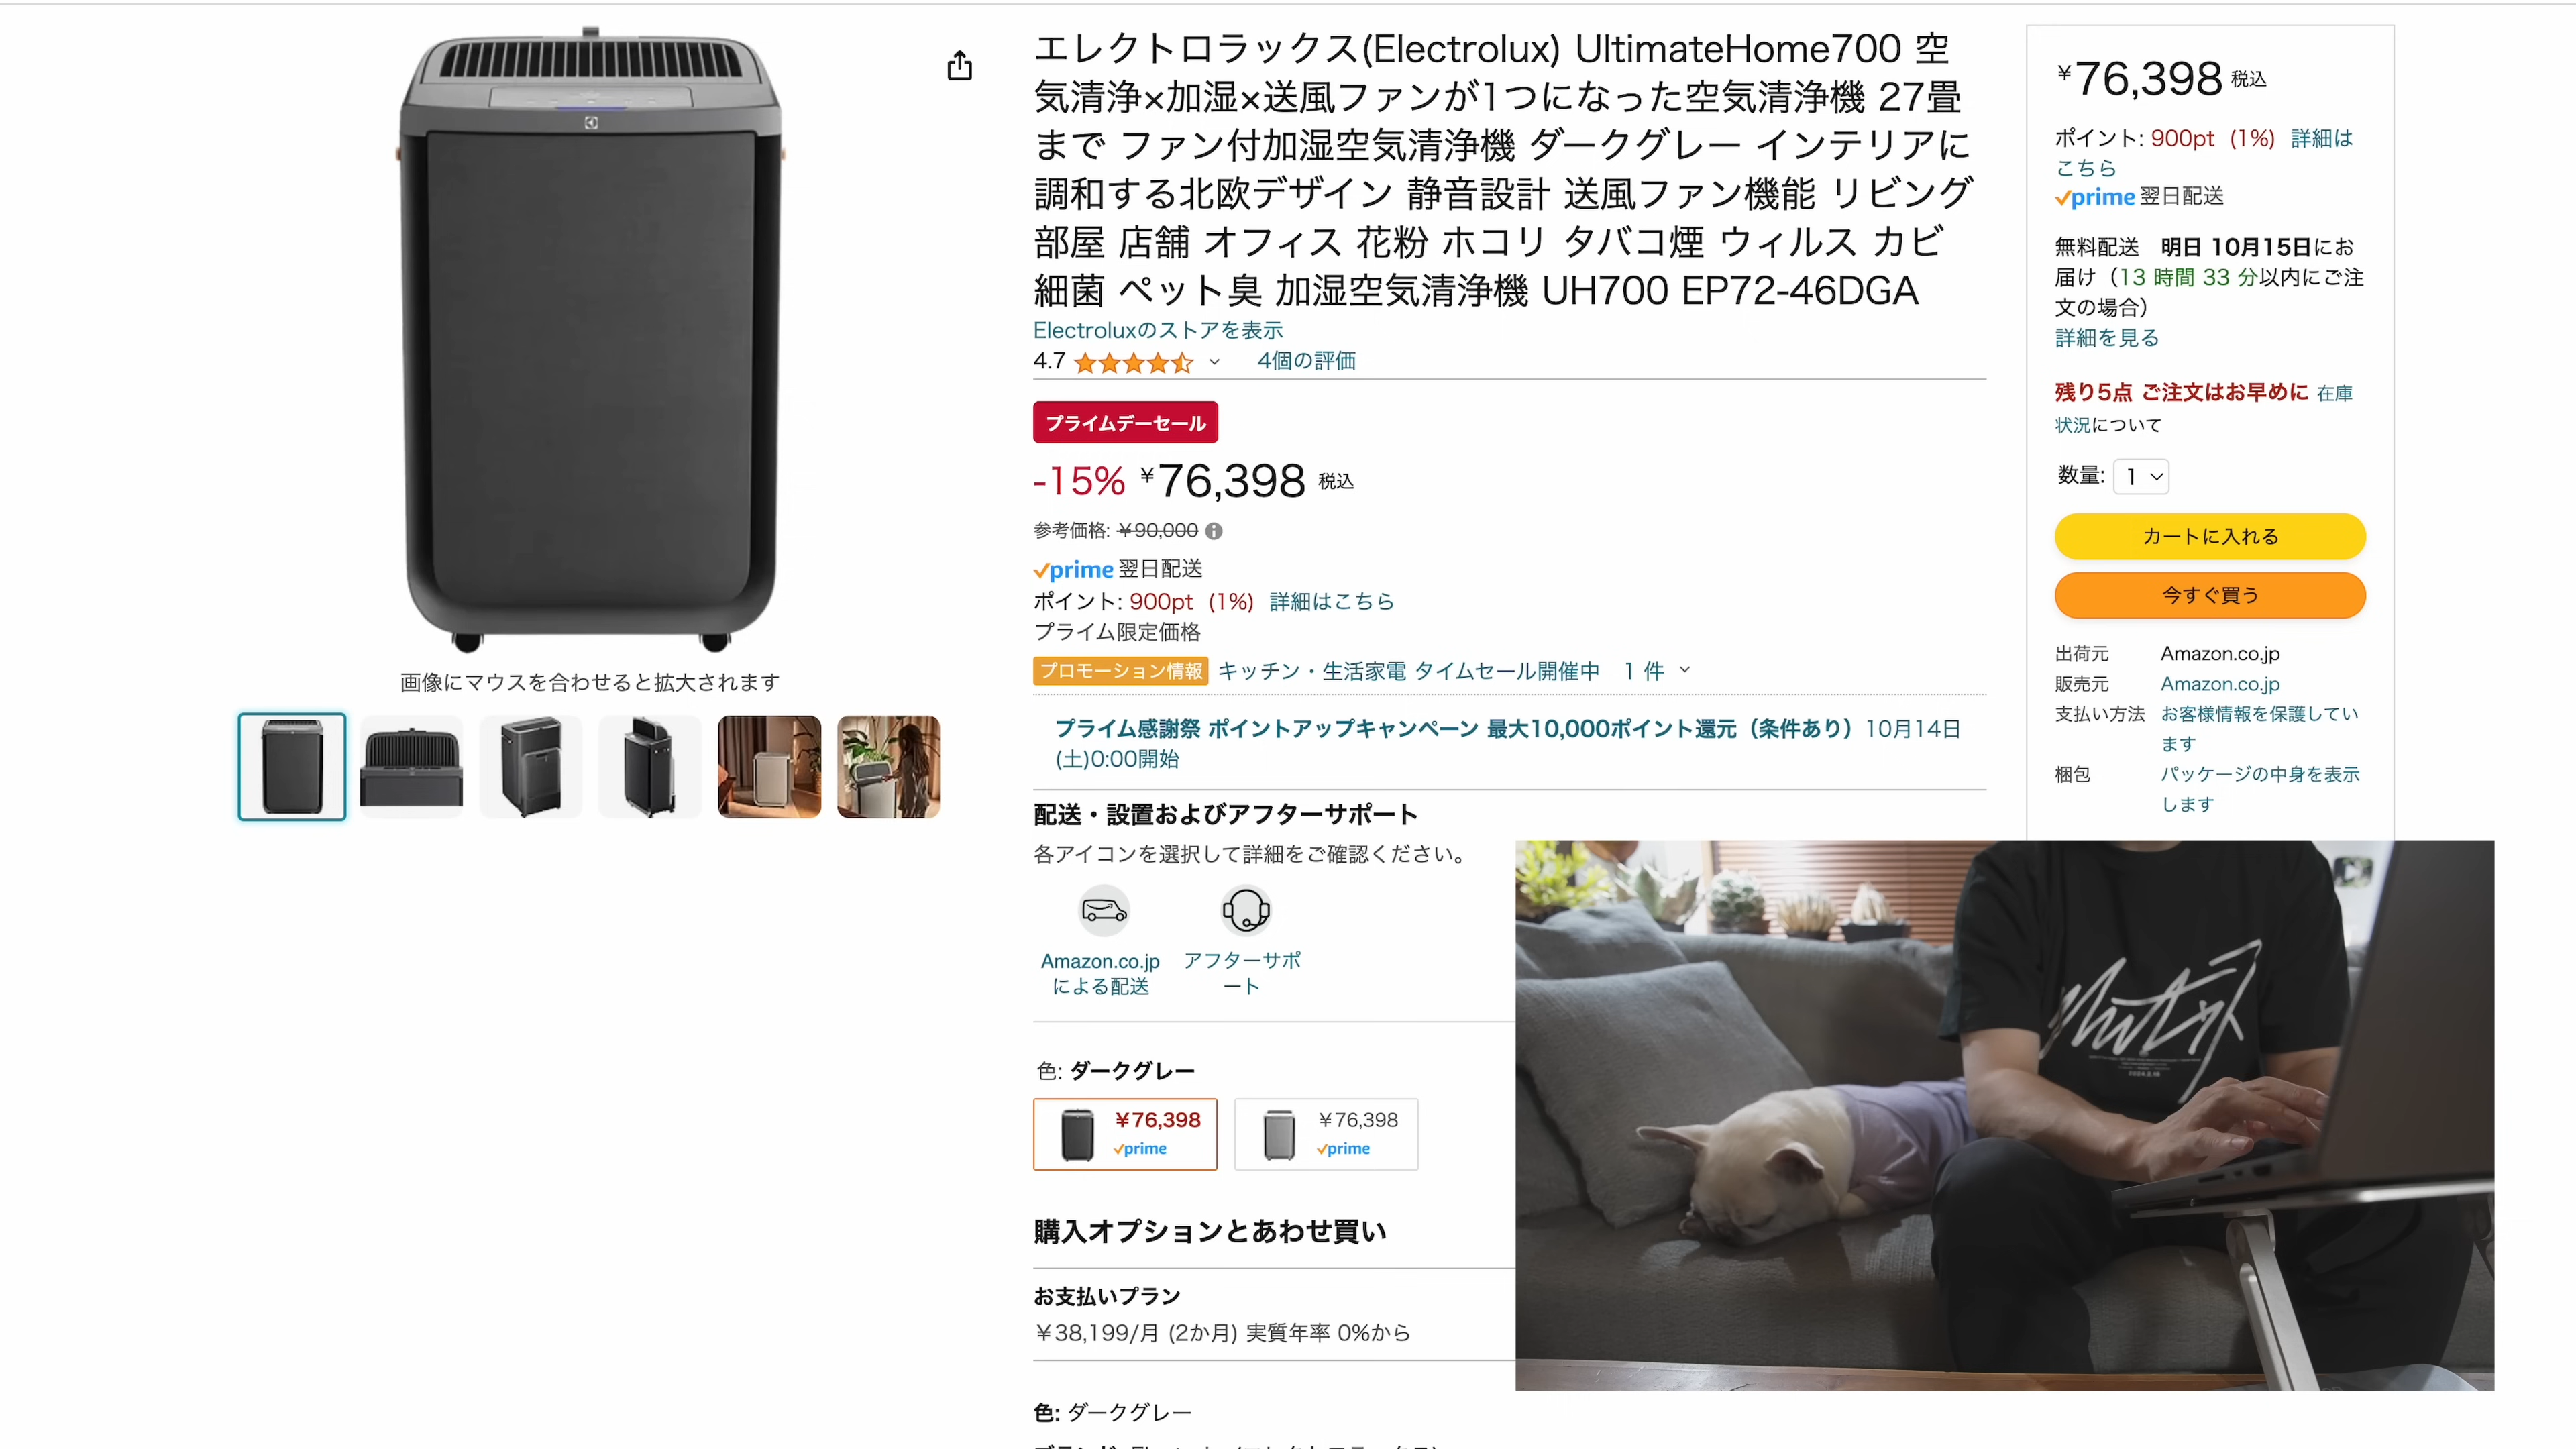 エレクトロラックス(Electrolux) UltimateHome700 空
気清浄×加湿×送風ファンが1つになった空気清浄機 27畳
まで ファン付加湿空気清浄機 ダークグレー インテリアに
調和する北欧デザイン 静音設計 送風ファン機能 リビング
部屋 店舗 オフィス 花粉 ホコリ タバコ煙 ウィルス カビ
細菌 ペット臭 加湿空気清浄機 UH700 EP72-46DGA
Electroluxのストアを表示
4.7 4個の評価
プライムデーセール
-15% ¥76,398 税込
参考価格: ¥90,000
prime 翌日配送
ポイント: 900pt (1%) 詳細はこちら
プライム限定価格
プロモーション情報 キッチン・生活家電 タイムセール開催中 1 件
プライム感謝祭 ポイントアップキャンペーン 最大10,000ポイント還元（条件あり）10月14日
(土)0:00開始
配送・設置およびアフターサポート
各アイコンを選択して詳細をご確認ください。
Amazon.co.jp
による配送
アフターサポ
ート
色: ダークグレー
¥76,398
prime
¥76,398
prime
購入オプションとあわせ買い
お支払いプラン
¥38,199/月 (2か月) 実質年率 0%から
色: ダークグレー
画像にマウスを合わせると拡大されます
¥76,398 税込
ポイント: 900pt (1%) 詳細は
こちら
prime 翌日配送
無料配送 明日 10月15日にお
届け（13 時間 33 分以内にご注
文の場合）
詳細を見る
残り5点 ご注文はお早めに 在庫
状況について
数量: 1
カートに入れる
今すぐ買う
出荷元 Amazon.co.jp
販売元 Amazon.co.jp
支払い方法 お客様情報を保護してい
ます
梱包 パッケージの中身を表示
します